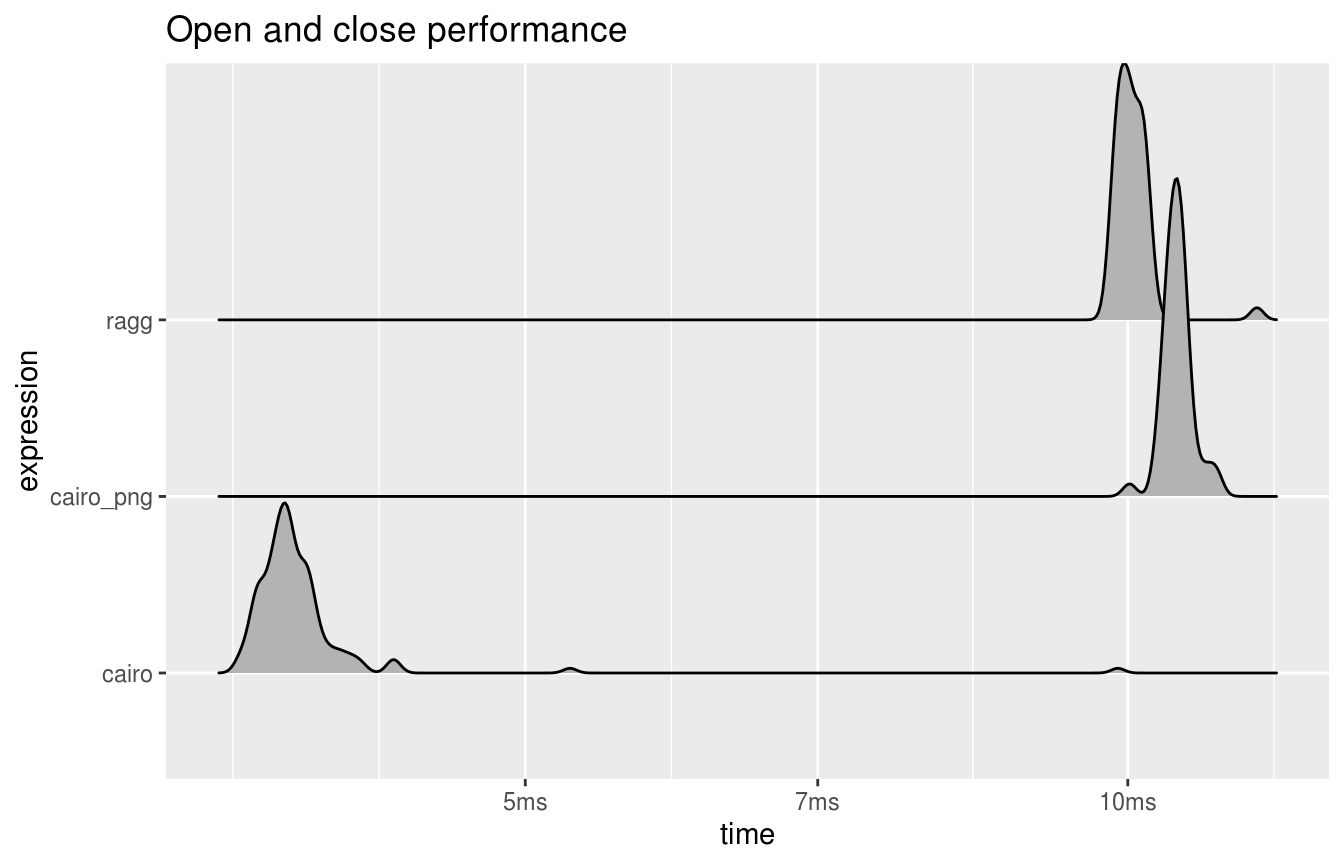 Open and close performance
expression
ragg
cairo_png
cairo
5ms 7ms 10ms
time